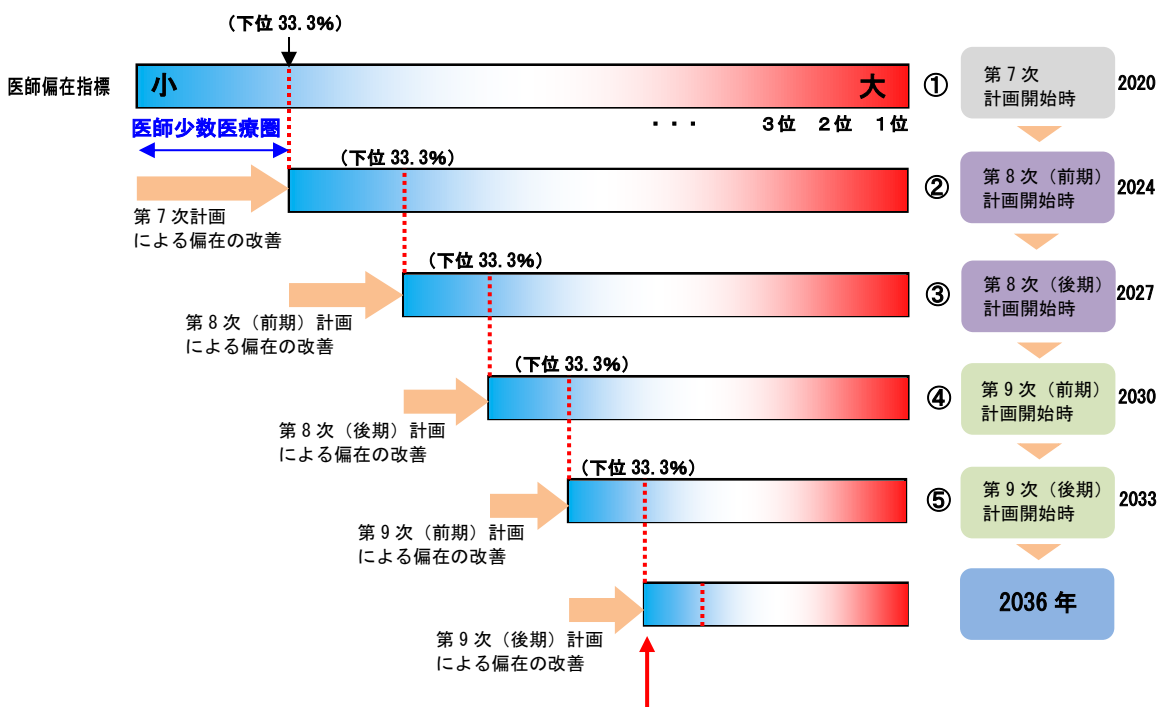 （下位 33.3%）
医師偏在指標
小
大
①
第７次
計画開始時
2020
医師少数医療圏
・・・
３位
２位
１位
（下位 33.3%）
②
第８次（前期）
計画開始時
2024
第７次計画
による偏在の改善
（下位 33.3%）
③
第８次（後期）
計画開始時
2027
第８次（前期）計画
による偏在の改善
（下位 33.3%）
④
第９次（前期）
計画開始時
2030
第８次（後期）計画
による偏在の改善
（下位 33.3%）
⑤
第９次（後期）
計画開始時
2033
第９次（前期）計画
による偏在の改善
2036 年
第９次（後期）計画
による偏在の改善